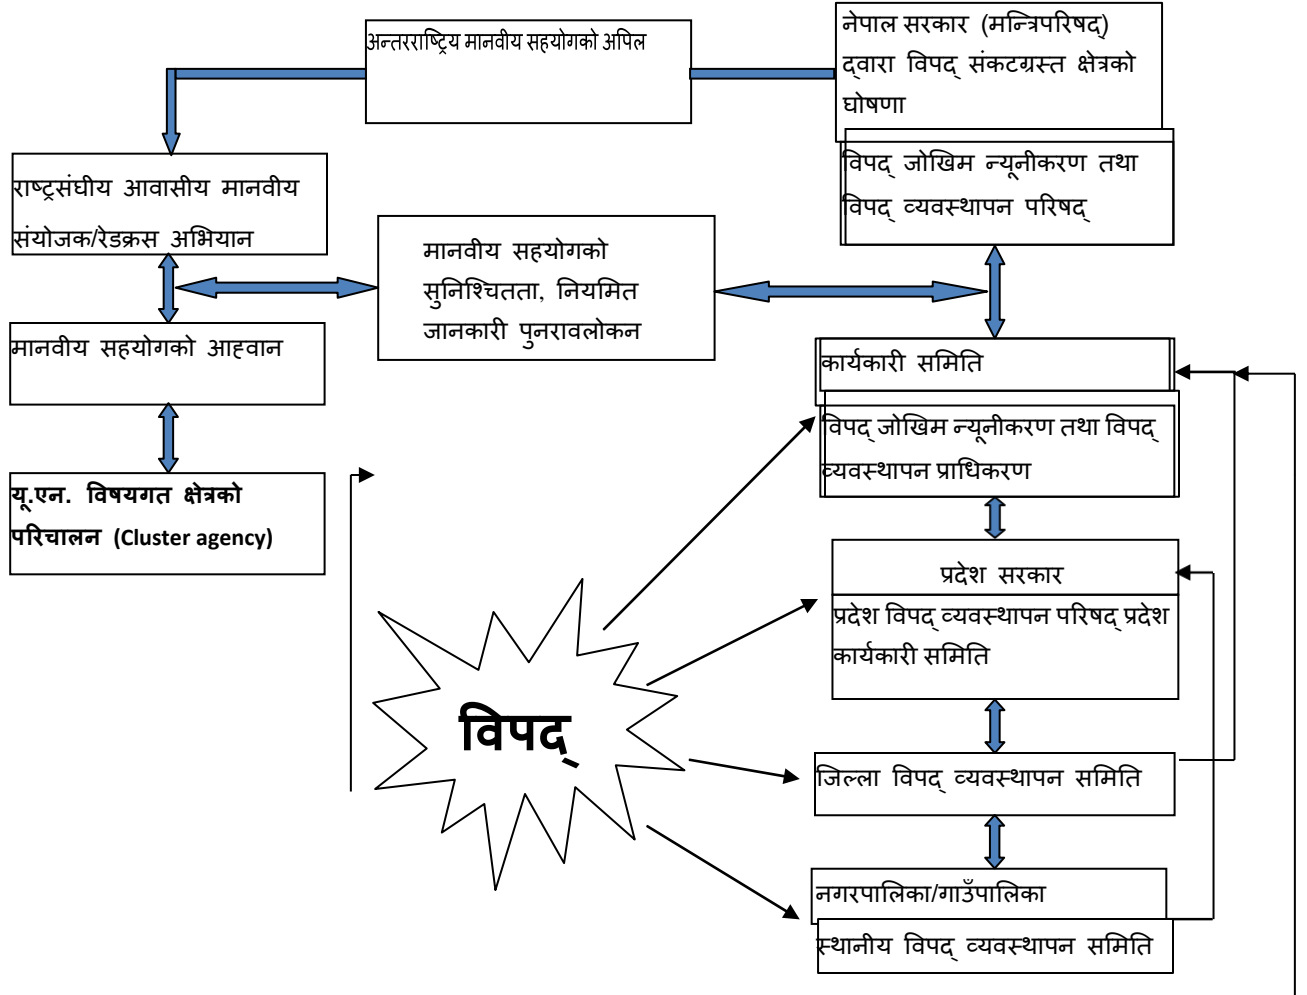 अन्तरराष्ट्रिय मानवीय सहयोगको अपिल
नेपाल सरकार (मन्त्रिपरिषद्)
द्वारा विपद् संकटग्रस्त क्षेत्रको
घोषणा
विपद् जोखिम न्यूनीकरण तथा
विपद् व्यवस्थापन परिषद्
राष्ट्रसंघीय आवासीय मानवीय
संयोजक/रेडक्रस अभियान
मानवीय सहयोगको
सुनिश्चितता, नियमित
जानकारी पुनरावलोकन
मानवीय सहयोगको आह्वान
कार्यकारी समिति
विपद् जोखिम न्यूनीकरण तथा विपद्
व्यवस्थापन प्राधिकरण
यू.एन. विषयगत क्षेत्रको
परिचालन (Cluster agency)
प्रदेश सरकार
प्रदेश विपद् व्यवस्थापन परिषद् प्रदेश
कार्यकारी समिति
विपद्
जिल्ला विपद् व्यवस्थापन समिति
नगरपालिका/गाउँपालिका
स्थानीय विपद् व्यवस्थापन समिति